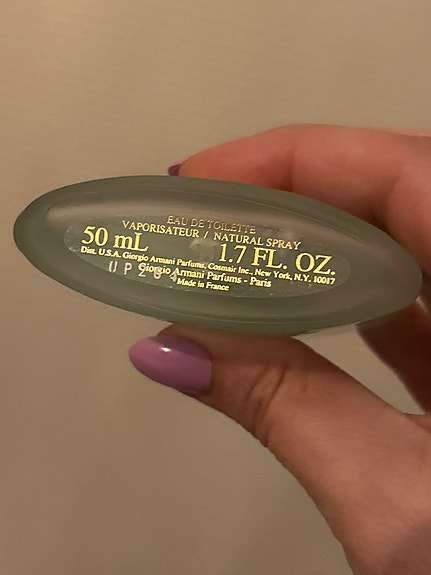 EAU DE TOILETTE
VAPORISATEUR / NATURAL SPRAY
50 mL 1.7 FL. OZ.
Dist. U.S.A. Giorgio Armani Parfums, Cosmair Inc., New York, N.Y. 10017
Giorgio Armani Parfums - Paris
Made in France